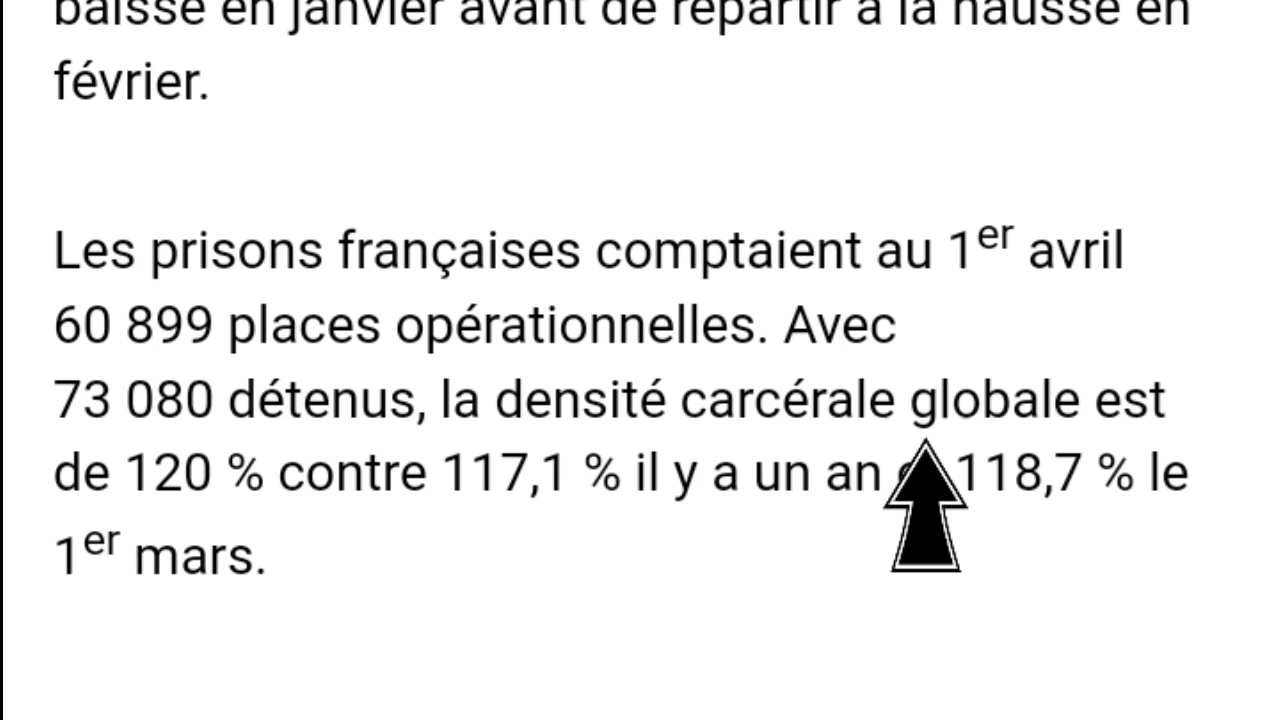 baisse en janvier avant de repartir à la hausse en
février.
Les prisons françaises comptaient au 1er avril
60 899 places opérationnelles. Avec
73 080 détenus, la densité carcérale globale est
de 120 % contre 117,1 % il y a un an 118,7 % le
1er mars.